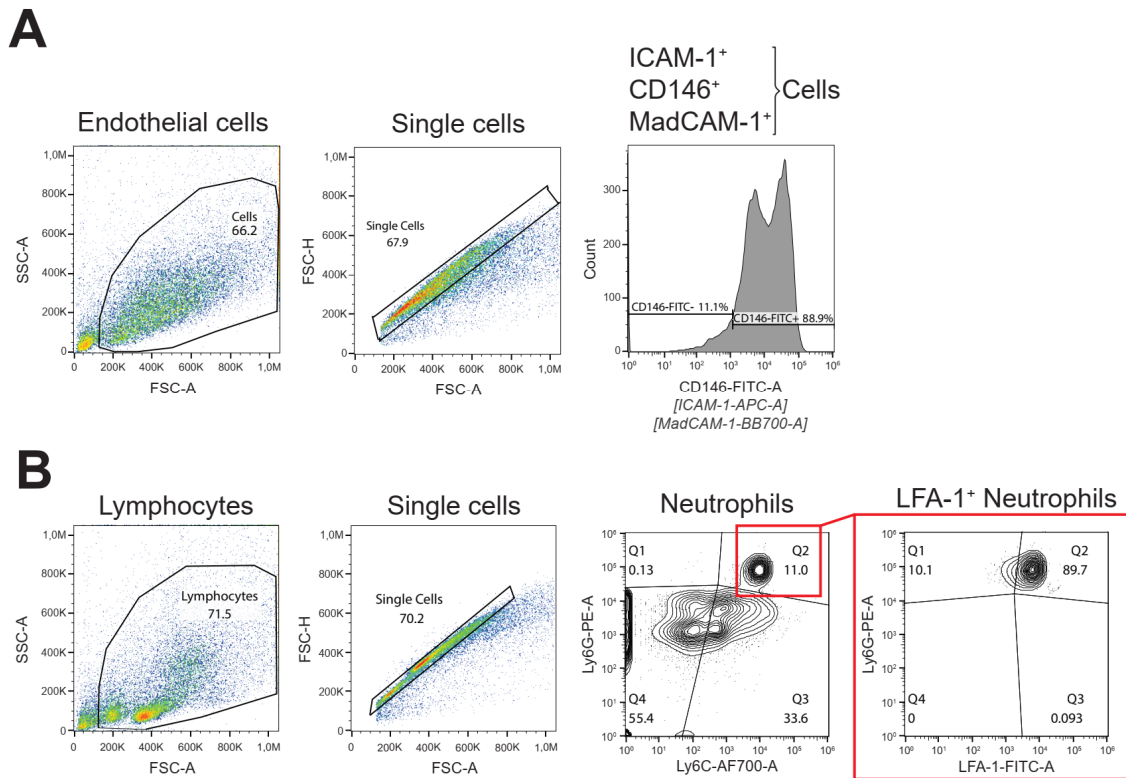 A
ICAM-1⁺
CD146⁺
MadCAM-1⁺
Cells
Endothelial cells
Single cells
1,0M
800K
600K
400K
200K
0
SSC-A
Cells
66.2
0 200K 400K 600K 800K 1,0M
FSC-A
1,0M
800K
600K
400K
200K
0
FSC-H
Single Cells
67.9
0 200K 400K 600K 800K 1,0M
FSC-A
300
200
100
0
Count
CD146-FITC- 11.1%
CD146-FITC+ 88.9%
10⁰ 10¹ 10² 10³ 10⁴ 10⁵ 10⁶
CD146-FITC-A
[ICAM-1-APC-A]
[MadCAM-1-BB700-A]
B
Lymphocytes
Single cells
Neutrophils
LFA-1⁺ Neutrophils
1,0M
800K
600K
400K
200K
0
SSC-A
Lymphocytes
71.5
0 200K 400K 600K 800K 1,0M
FSC-A
1,0M
800K
600K
400K
200K
0
FSC-H
Single Cells
70.2
0 200K 400K 600K 800K 1,0M
FSC-A
10⁶
10⁵
10⁴
10³
10²
10¹
10⁰
Ly6G-PE-A
Q1
0.13
Q2
11.0
Q4
55.4
Q3
33.6
10⁰ 10¹ 10² 10³ 10⁴ 10⁵ 10⁶
Ly6C-AF700-A
10⁶
10⁵
10⁴
10³
10²
10¹
10⁰
Ly6G-PE-A
Q1
10.1
Q2
89.7
Q4
0
Q3
0.093
10⁰ 10¹ 10² 10³ 10⁴ 10⁵ 10⁶
LFA-1-FITC-A